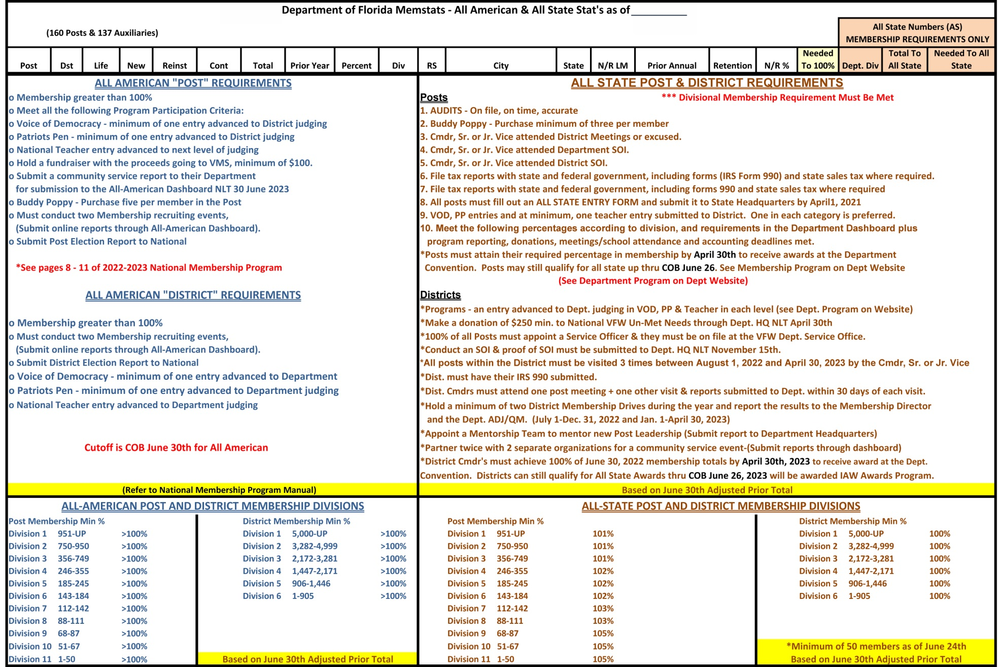 Department of Florida Memstats - All American & All State Stat's as of__________
(160 Posts & 137 Auxiliaries)
All State Numbers (AS)
MEMBERSHIP REQUIREMENTS ONLY
Post Dst Life New Reinst Cont Total Prior Year Percent Div RS City State N/R LM Prior Annual Retention N/R % Needed To 100% Dept. Div Total To All State Needed To All State
ALL AMERICAN "POST" REQUIREMENTS
o Membership greater than 100%
o Meet all the following Program Participation Criteria:
o Voice of Democracy - minimum of one entry advanced to District judging
o Patriots Pen - minimum of one entry advanced to District judging
o National Teacher entry advanced to next level of judging
o Hold a fundraiser with the proceeds going to VMS, minimum of $100.
o Submit a community service report to their Department
for submission to the All-American Dashboard NLT 30 June 2023
o Buddy Poppy - Purchase five per member in the Post
o Must conduct two Membership recruiting events,
(Submit online reports through All-American Dashboard).
o Submit Post Election Report to National
*See pages 8 - 11 of 2022-2023 National Membership Program
ALL AMERICAN "DISTRICT" REQUIREMENTS
o Membership greater than 100%
o Must conduct two Membership recruiting events,
(Submit online reports through All-American Dashboard).
o Submit District Election Report to National
o Voice of Democracy - minimum of one entry advanced to Department
o Patriots Pen - minimum of one entry advanced to Department judging
o National Teacher entry advanced to Department judging
Cutoff is COB June 30th for All American
(Refer to National Membership Program Manual)
ALL STATE POST & DISTRICT REQUIREMENTS
Posts *** Divisional Membership Requirement Must Be Met
1. AUDITS - On file, on time, accurate
2. Buddy Poppy - Purchase minimum of three per member
3. Cmdr, Sr. or Jr. Vice attended District Meetings or excused.
4. Cmdr, Sr. or Jr. Vice attended Department SOI.
5. Cmdr, Sr. or Jr. Vice attended District SOI.
6. File tax reports with state and federal government, including forms (IRS Form 990) and state sales tax where required.
7. File tax reports with state and federal government, including forms 990 and state sales tax where required
8. All posts must fill out an ALL STATE ENTRY FORM and submit it to State Headquarters by April1, 2021
9. VOD, PP entries and at minimum, one teacher entry submitted to District. One in each category is preferred.
10. Meet the following percentages according to division, and requirements in the Department Dashboard plus
program reporting, donations, meetings/school attendance and accounting deadlines met.
*Posts must attain their required percentage in membership by April 30th to receive awards at the Department
Convention. Posts may still qualify for all state up thru COB June 26. See Membership Program on Dept Website
(See Department Program on Dept Website)
Districts
*Programs - an entry advanced to Dept. judging in VOD, PP & Teacher in each level (see Dept. Program on Website)
*Make a donation of $250 min. to National VFW Un-Met Needs through Dept. HQ NLT April 30th
*100% of all Posts must appoint a Service Officer & they must be on file at the VFW Dept. Service Office.
*Conduct an SOI & proof of SOI must be submitted to Dept. HQ NLT November 15th.
*All posts within the District must be visited 3 times between August 1, 2022 and April 30, 2023 by the Cmdr, Sr. or Jr. Vice
*Dist. must have their IRS 990 submitted.
*Dist. Cmdrs must attend one post meeting + one other visit & reports submitted to Dept. within 30 days of each visit.
*Hold a minimum of two District Membership Drives during the year and report the results to the Membership Director
and the Dept. ADJ/QM. (July 1-Dec. 31, 2022 and Jan. 1-April 30, 2023)
*Appoint a Mentorship Team to mentor new Post Leadership (Submit report to Department Headquarters)
*Partner twice with 2 separate organizations for a community service event-(Submit reports through dashboard)
*District Cmdr's must achieve 100% of June 30, 2022 membership totals by April 30th, 2023 to receive award at the Dept.
Convention. Districts can still qualify for All State Awards thru COB June 26, 2023 will be awarded IAW Awards Program.
Based on June 30th Adjusted Prior Total
ALL-AMERICAN POST AND DISTRICT MEMBERSHIP DIVISIONS
Post Membership Min %
Division 1 951-UP >100%
Division 2 750-950 >100%
Division 3 356-749 >100%
Division 4 246-355 >100%
Division 5 185-245 >100%
Division 6 143-184 >100%
Division 7 112-142 >100%
Division 8 88-111 >100%
Division 9 68-87 >100%
Division 10 51-67 >100%
Division 11 1-50 >100%
District Membership Min %
Division 1 5,000-UP >100%
Division 2 3,282-4,999 >100%
Division 3 2,172-3,281 >100%
Division 4 1,447-2,171 >100%
Division 5 906-1,446 >100%
Division 6 1-905 >100%
Based on June 30th Adjusted Prior Total
ALL-STATE POST AND DISTRICT MEMBERSHIP DIVISIONS
Post Membership Min %
Division 1 951-UP 101%
Division 2 750-950 101%
Division 3 356-749 101%
Division 4 246-355 102%
Division 5 185-245 102%
Division 6 143-184 102%
Division 7 112-142 103%
Division 8 88-111 103%
Division 9 68-87 105%
Division 10 51-67 105%
Division 11 1-50 105%
District Membership Min %
Division 1 5,000-UP 100%
Division 2 3,282-4,999 100%
Division 3 2,172-3,281 100%
Division 4 1,447-2,171 100%
Division 5 906-1,446 100%
Division 6 1-905 100%
*Minimum of 50 members as of June 24th
Based on June 30th Adjusted Prior Total